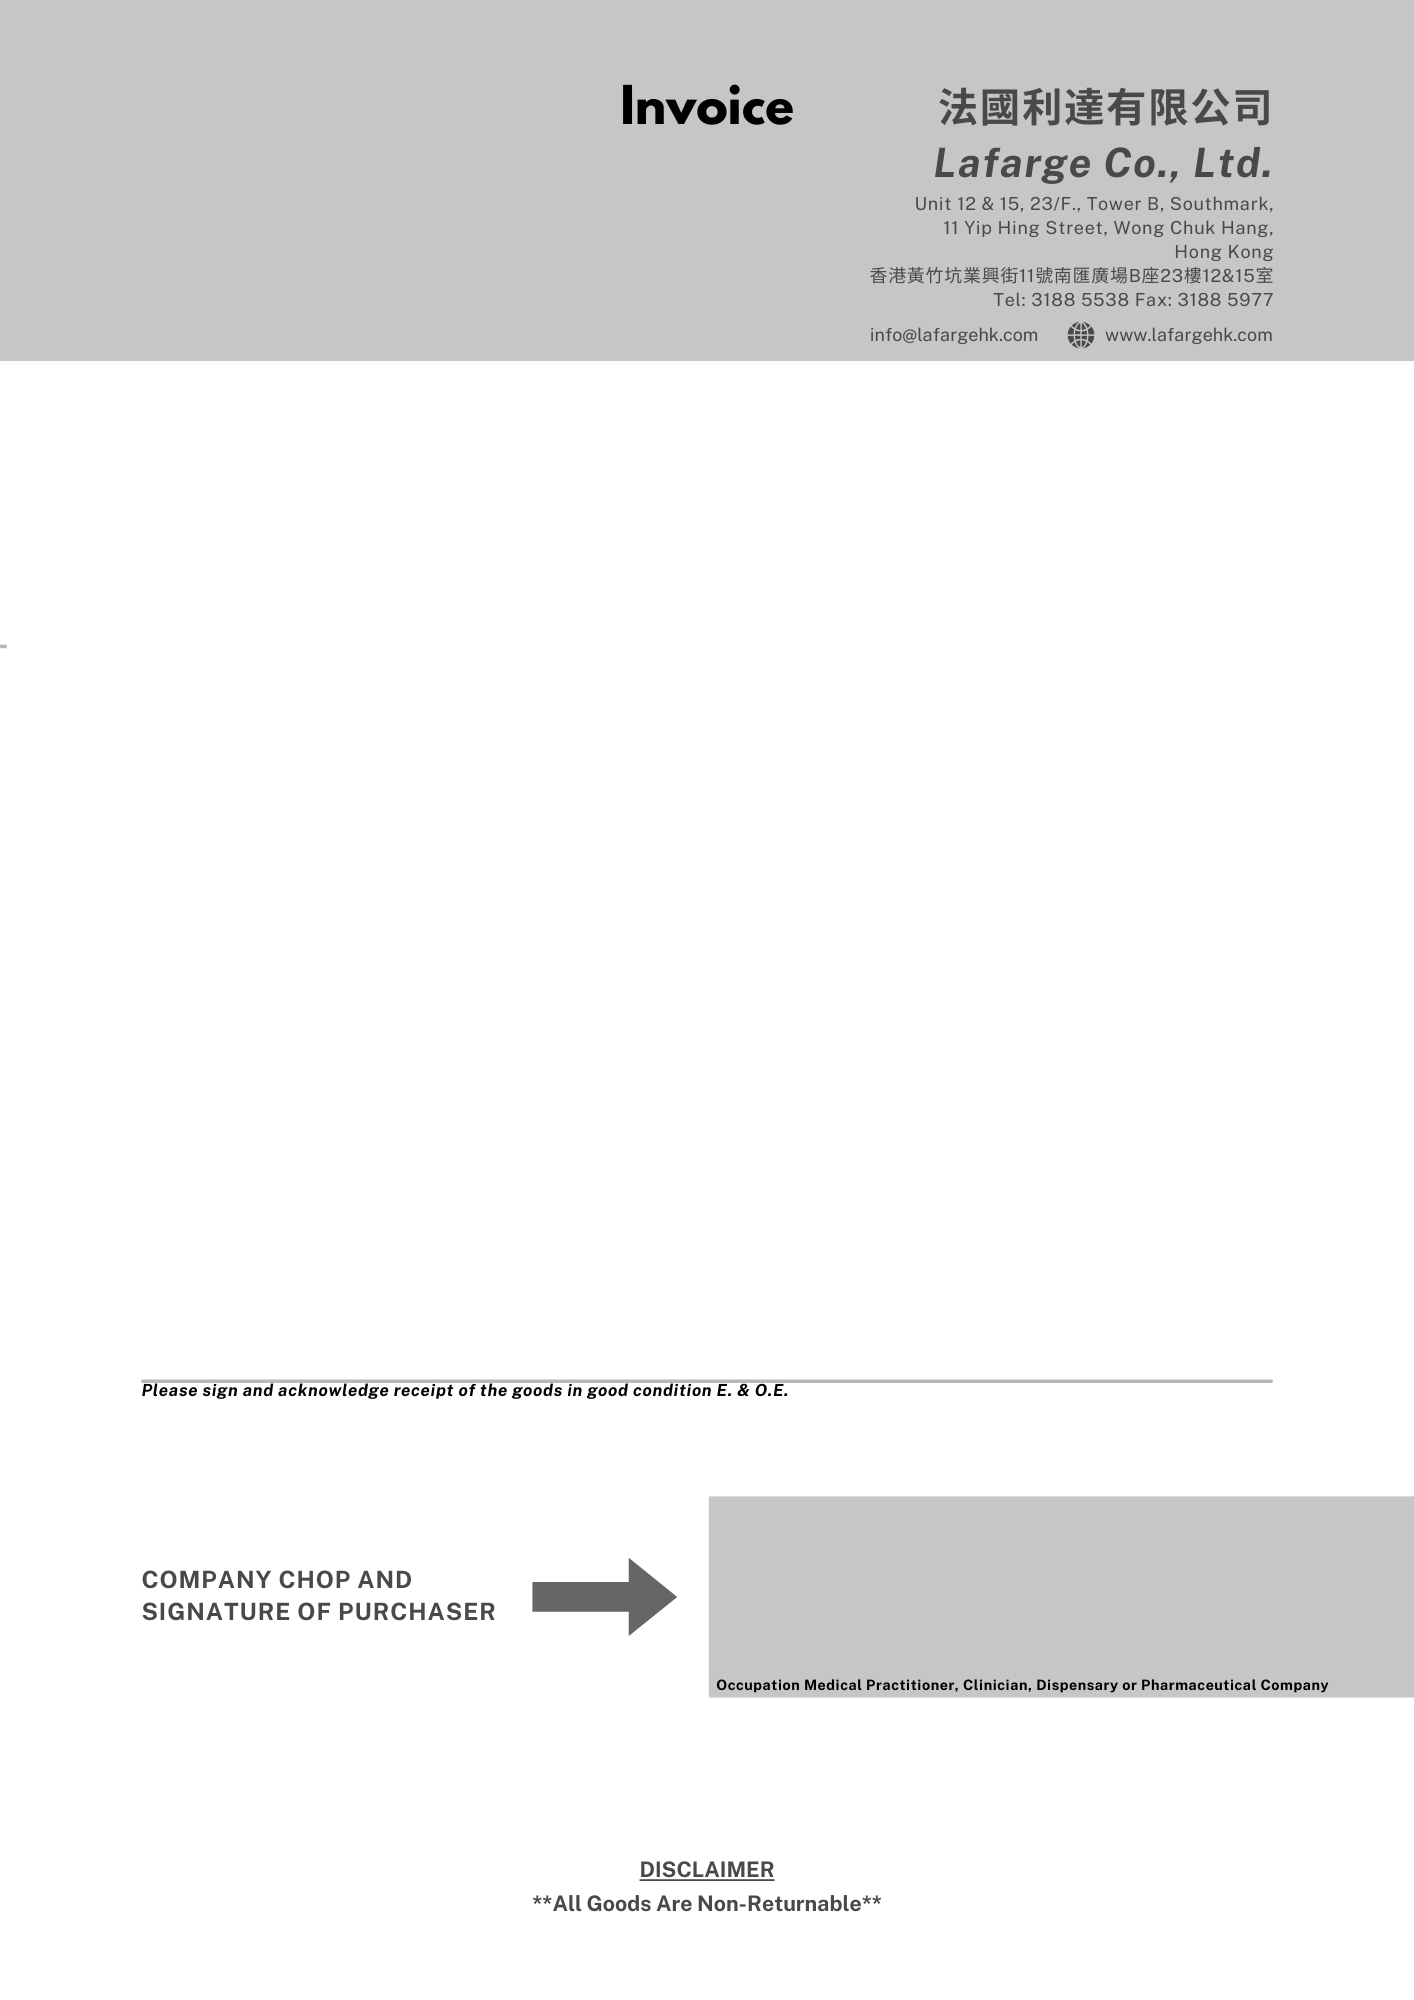 Invoice
法國利達有限公司
Lafarge Co., Ltd.
Unit 12 & 15, 23/F., Tower B, Southmark,
11 Yip Hing Street, Wong Chuk Hang,
Hong Kong
香港黃竹坑業興街11號南匯廣場B座23樓12&15室
Tel: 3188 5538 Fax: 3188 5977
info@lafargehk.com www.lafargehk.com
Please sign and acknowledge receipt of the goods in good condition E. & O.E.
COMPANY CHOP AND
SIGNATURE OF PURCHASER
Occupation Medical Practitioner, Clinician, Dispensary or Pharmaceutical Company
DISCLAIMER
**All Goods Are Non-Returnable**